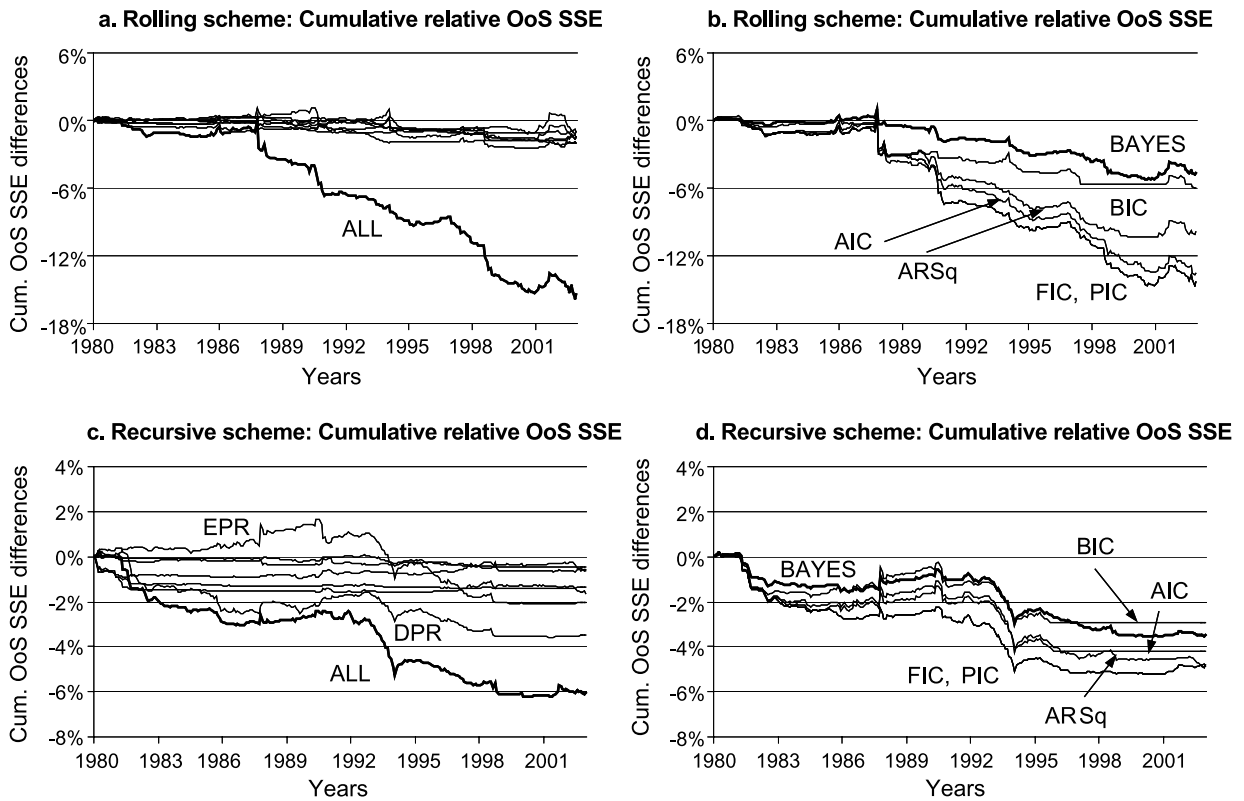 a. Rolling scheme: Cumulative relative OoS SSE
Cum. OoS SSE differences
6%
0%
-6%
-12%
-18%
ALL
1980 1983 1986 1989 1992 1995 1998 2001
Years
b. Rolling scheme: Cumulative relative OoS SSE
Cum. OoS SSE differences
6%
0%
-6%
-12%
-18%
BAYES
BIC
AIC
ARSq
FIC, PIC
1980 1983 1986 1989 1992 1995 1998 2001
Years
c. Recursive scheme: Cumulative relative OoS SSE
Cum. OoS SSE differences
4%
2%
0%
-2%
-4%
-6%
-8%
EPR
DPR
ALL
1980 1983 1986 1989 1992 1995 1998 2001
Years
d. Recursive scheme: Cumulative relative OoS SSE
Cum. OoS SSE differences
4%
2%
0%
-2%
-4%
-6%
-8%
BIC
BAYES
AIC
FIC, PIC
ARSq
1980 1983 1986 1989 1992 1995 1998 2001
Years